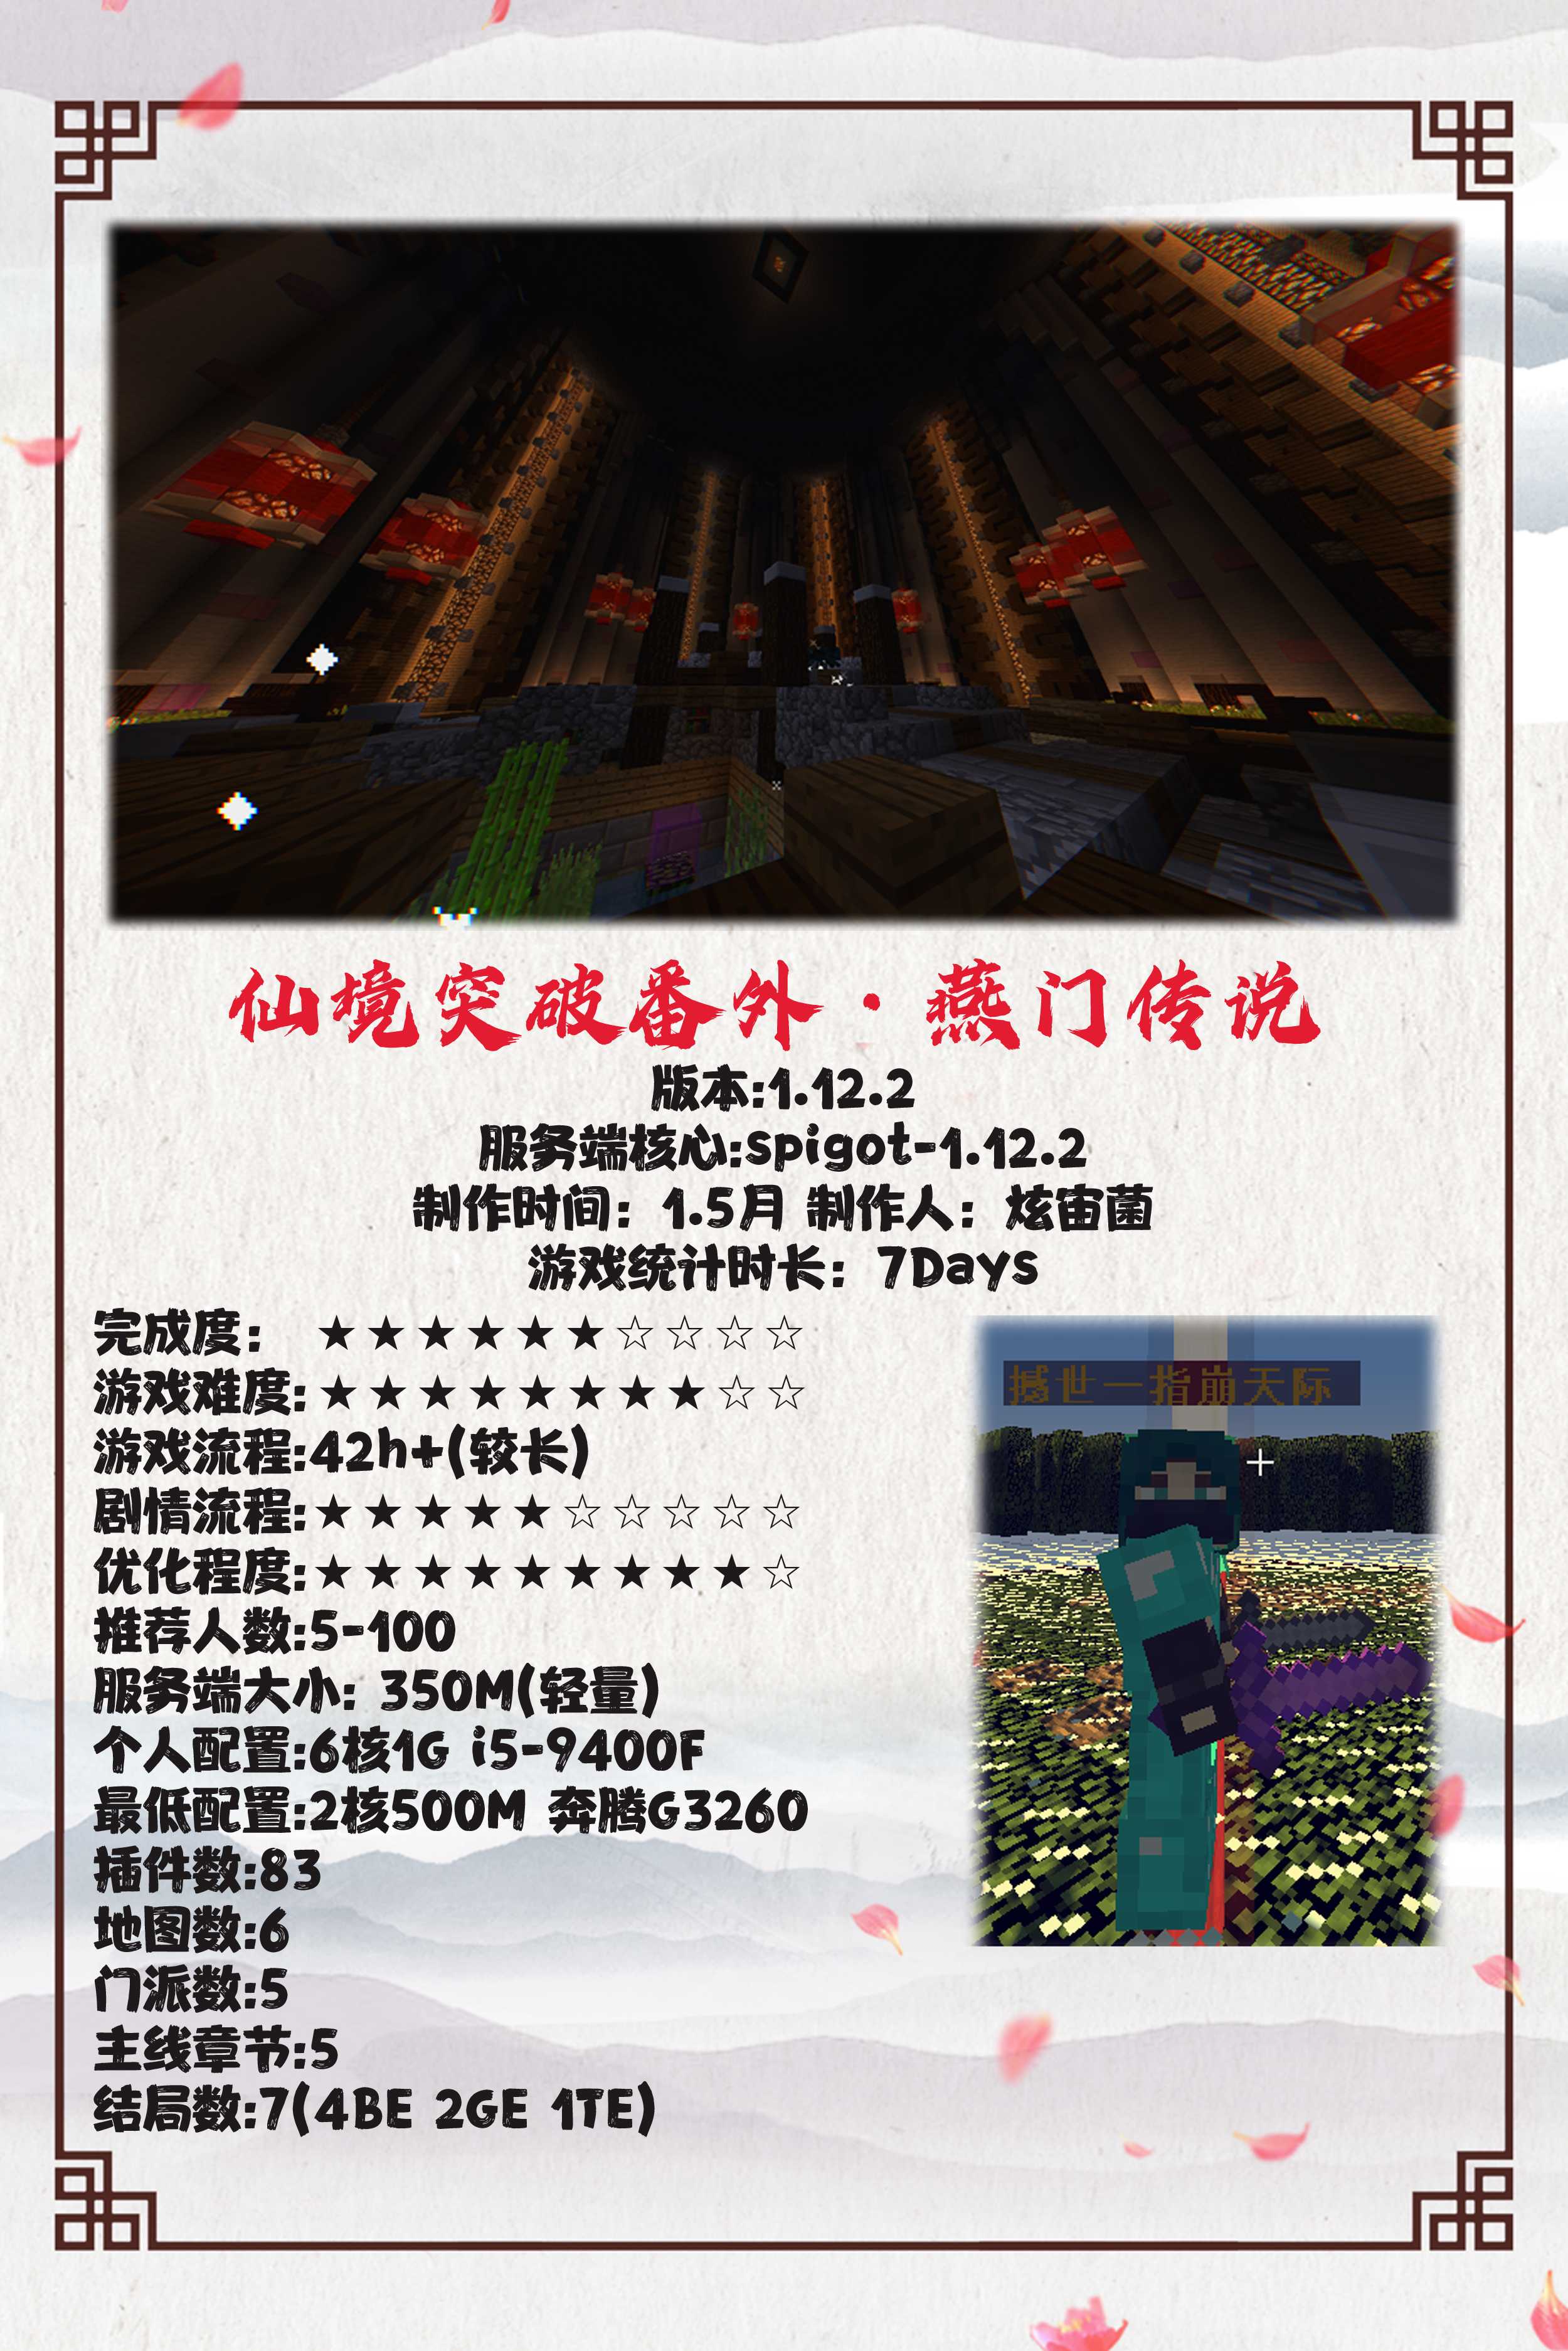 仙境突破番外·燕门传说
版本:1.12.2
服务端核心:spigot-1.12.2
制作时间：1.5月 制作人：炫宙菌
游戏统计时长：7Days
完成度： ★★★★★★☆☆☆☆
游戏难度:★★★★★★★★☆☆
游戏流程:42h+(较长)
剧情流程:★★★★★☆☆☆☆☆
优化程度:★★★★★★★★★☆
推荐人数:5-100
服务端大小: 350M(轻量)
个人配置:6核1G i5-9400F
最低配置:2核500M 奔腾G3260
插件数:83
地图数:6
门派数:5
主线章节:5
结局数:7(4BE 2GE 1TE)
撼世一指崩天际